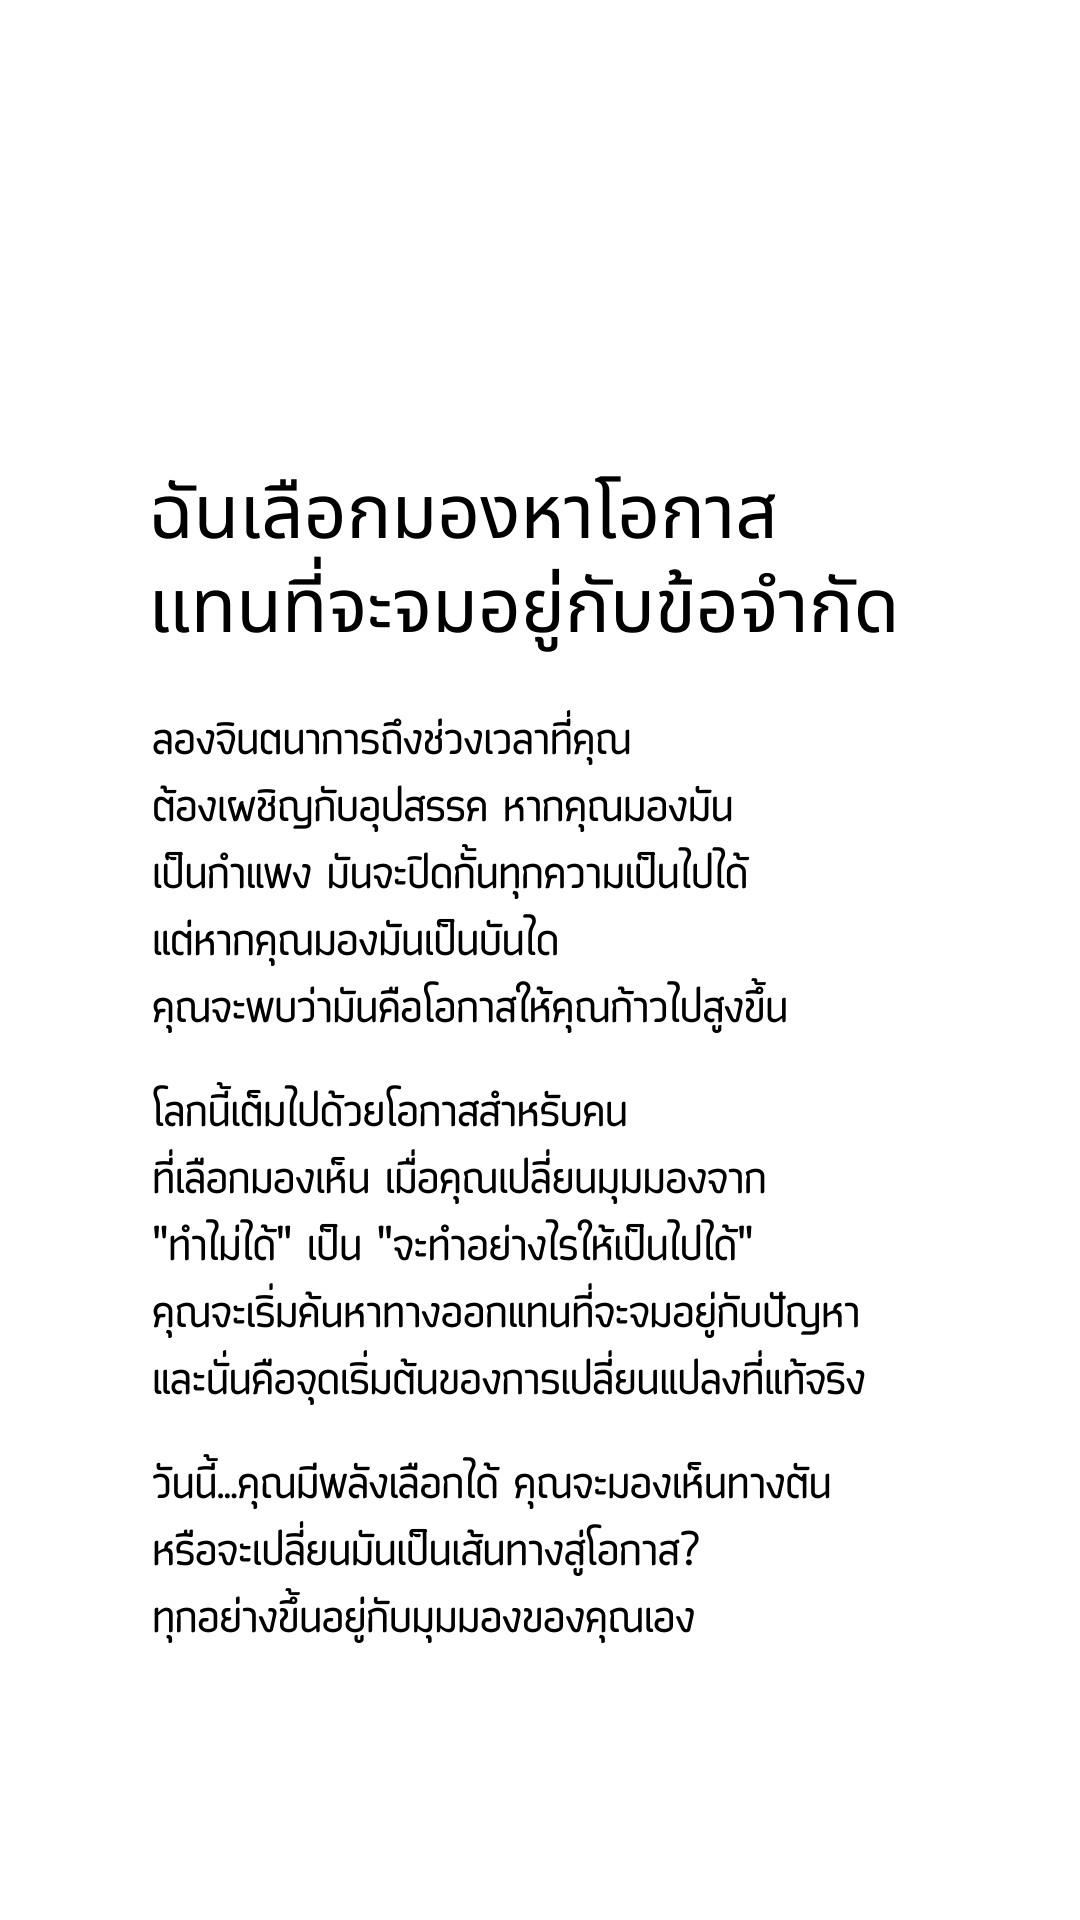 ฉันเลือกมองหาโอกาส
แทนที่จะจมอยู่กับข้อจำกัด
ลองจินตนาการถึงช่วงเวลาที่คุณ
ต้องเผชิญกับอุปสรรค หากคุณมองมัน
เป็นกำแพง มันจะปิดกั้นทุกความเป็นไปได้
แต่หากคุณมองมันเป็นบันได
คุณจะพบว่ามันคือโอกาสให้คุณก้าวไปสูงขึ้น
โลกนี้เต็มไปด้วยโอกาสสำหรับคน
ที่เลือกมองเห็น เมื่อคุณเปลี่ยนมุมมองจาก
"ทำไม่ได้" เป็น "จะทำอย่างไรให้เป็นไปได้"
คุณจะเริ่มค้นหาทางออกแทนที่จะจมอยู่กับปัญหา
และนั่นคือจุดเริ่มต้นของการเปลี่ยนแปลงที่แท้จริง
วันนี้...คุณมีพลังเลือกได้ คุณจะมองเห็นทางตัน
หรือจะเปลี่ยนมันเป็นเส้นทางสู่โอกาส?
ทุกอย่างขึ้นอยู่กับมุมมองของคุณเอง